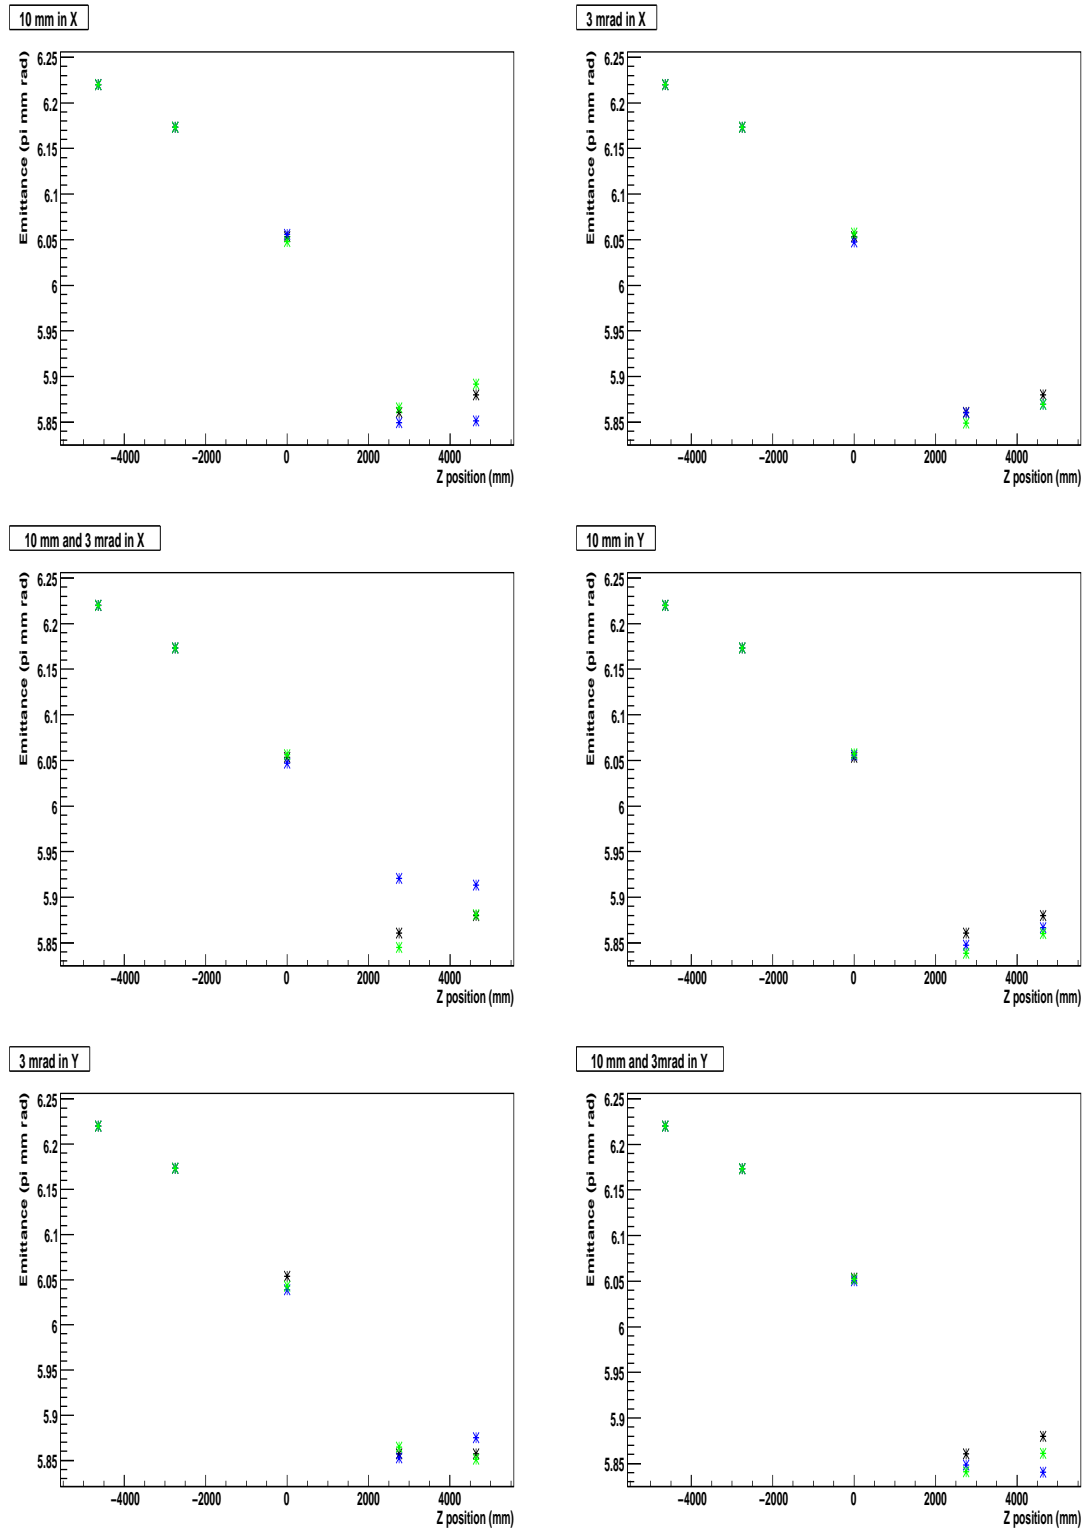 10 mm in X
Emittance (pi mm rad)
6.25
6.2
6.15
6.1
6.05
6
5.95
5.9
5.85
−4000 −2000 0 2000 4000
Z position (mm)
3 mrad in X
Emittance (pi mm rad)
6.25
6.2
6.15
6.1
6.05
6
5.95
5.9
5.85
−4000 −2000 0 2000 4000
Z position (mm)
10 mm and 3 mrad in X
Emittance (pi mm rad)
6.25
6.2
6.15
6.1
6.05
6
5.95
5.9
5.85
−4000 −2000 0 2000 4000
Z position (mm)
10 mm in Y
Emittance (pi mm rad)
6.25
6.2
6.15
6.1
6.05
6
5.95
5.9
5.85
−4000 −2000 0 2000 4000
Z position (mm)
3 mrad in Y
Emittance (pi mm rad)
6.25
6.2
6.15
6.1
6.05
6
5.95
5.9
5.85
−4000 −2000 0 2000 4000
Z position (mm)
10 mm and 3mrad in Y
Emittance (pi mm rad)
6.25
6.2
6.15
6.1
6.05
6
5.95
5.9
5.85
−4000 −2000 0 2000 4000
Z position (mm)